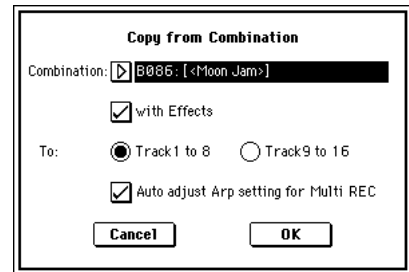 Copy from Combination
Combination: B086:[<Moon Jam>]
with Effects
To: Track1 to 8 Track9 to 16
Auto adjust Arp setting for Multi REC
Cancel OK